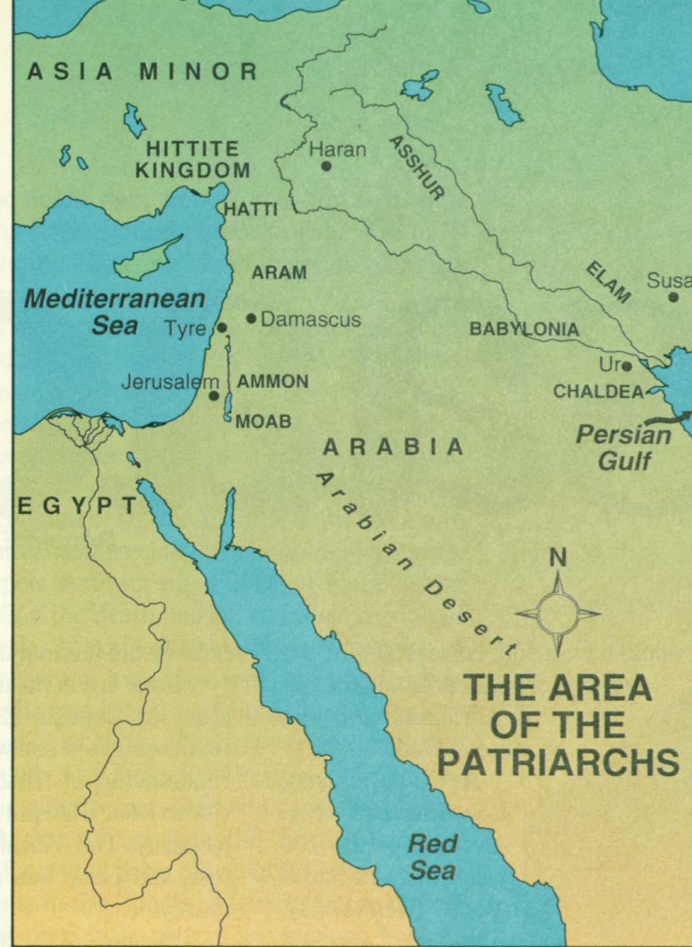 ASIA MINOR
HITTITE
KINGDOM
Haran
ASSHUR
HATTI
ARAM
ELAM
Susa
Mediterranean
Sea
Tyre
Damascus
BABYLONIA
Ur
Jerusalem
AMMON
CHALDEA
MOAB
ARABIA
Persian
Gulf
EGYPT
Arabian Desert
N
THE AREA
OF THE
PATRIARCHS
Red
Sea